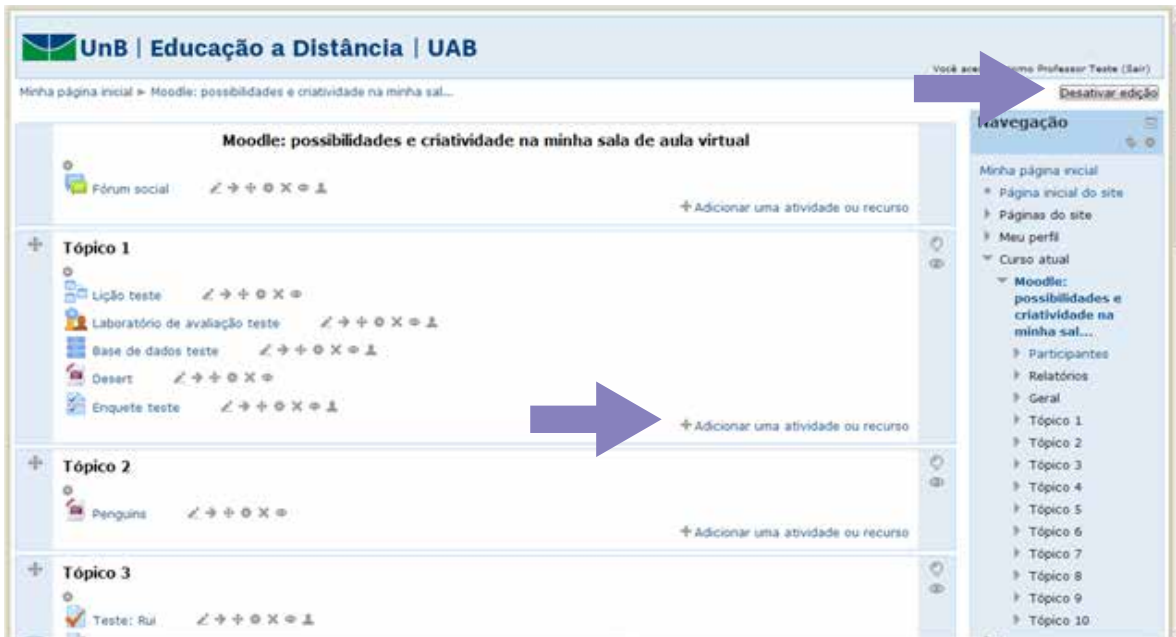 UnB | Educação a Distância | UAB
Professor Teste (Sair)
Minha página inicial ► Moodle: possibilidades e criatividade na minha sal...
Desativar edição
Moodle: possibilidades e criatividade na minha sala de aula virtual
Fórum social
Adicionar uma atividade ou recurso
Tópico 1
Lição teste
Laboratório de avaliação teste
Base de dados teste
Desert
Enquete teste
Adicionar uma atividade ou recurso
Tópico 2
Penguins
Adicionar uma atividade ou recurso
Tópico 3
Teste: Rui
Navegação
Minha página inicial
Página inicial do site
Páginas do site
Meu perfil
Curso atual
Moodle:
possibilidades e
criatividade na
minha sal...
Participantes
Relatórios
Geral
Tópico 1
Tópico 2
Tópico 3
Tópico 4
Tópico 5
Tópico 6
Tópico 7
Tópico 8
Tópico 9
Tópico 10